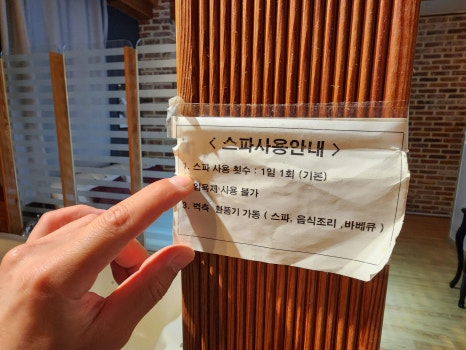 < 스파사용안내 >
1. 스파 사용 횟수 : 1일 1회 (기본)
입욕제·사용 불가
3. 벽측 환풍기 가동 ( 스파, 음식조리 ,바베큐 )